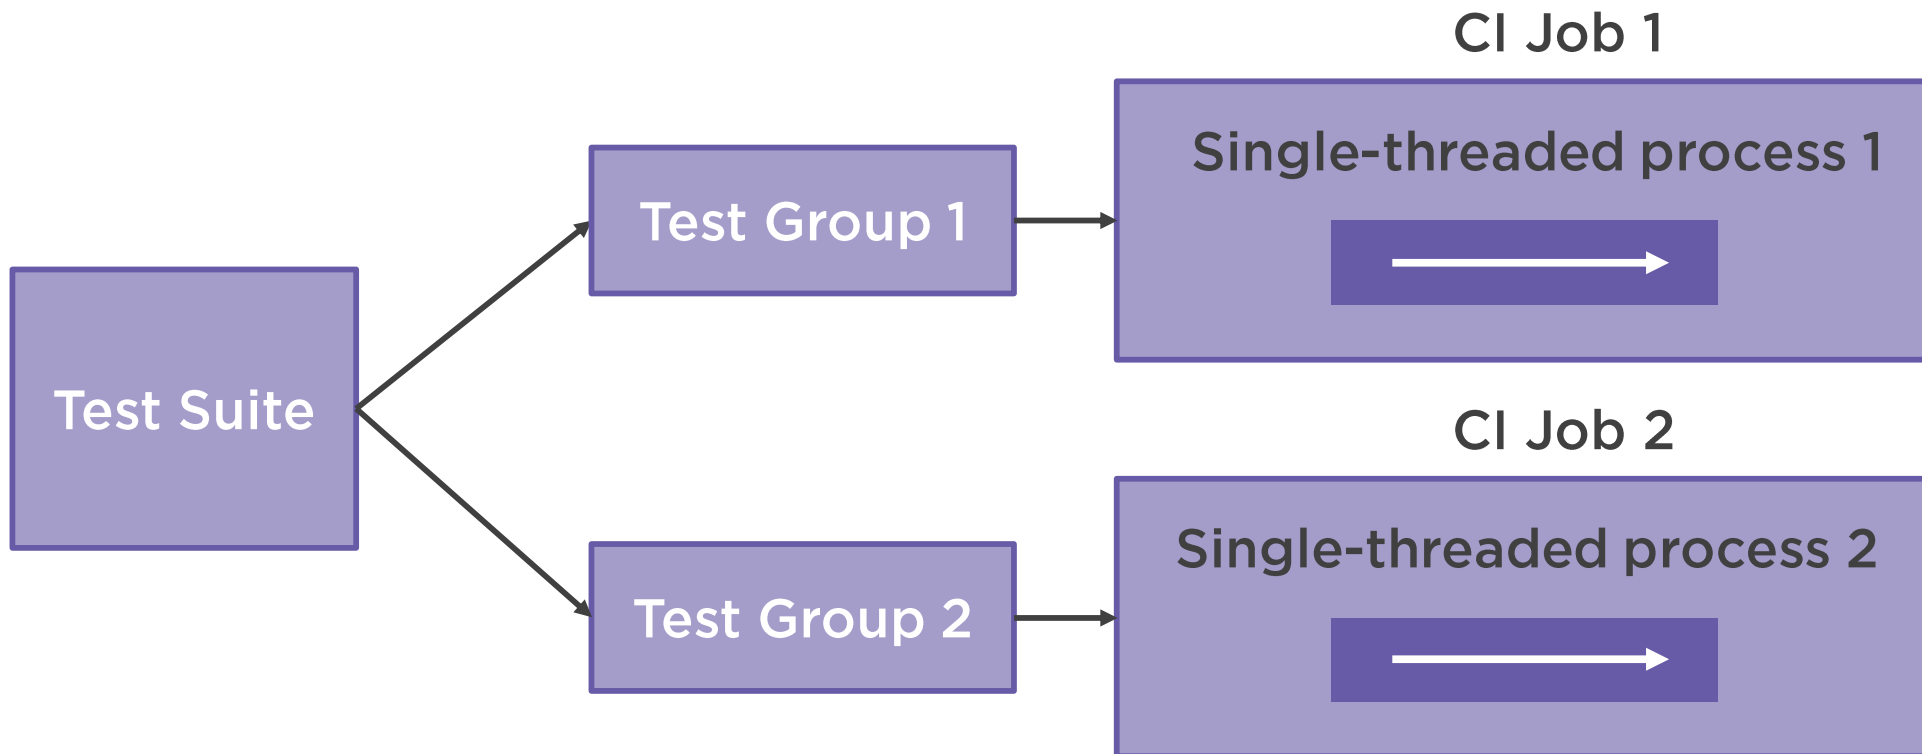 CI Job 1
Single-threaded process 1
Test Group 1
Test Suite
CI Job 2
Single-threaded process 2
Test Group 2